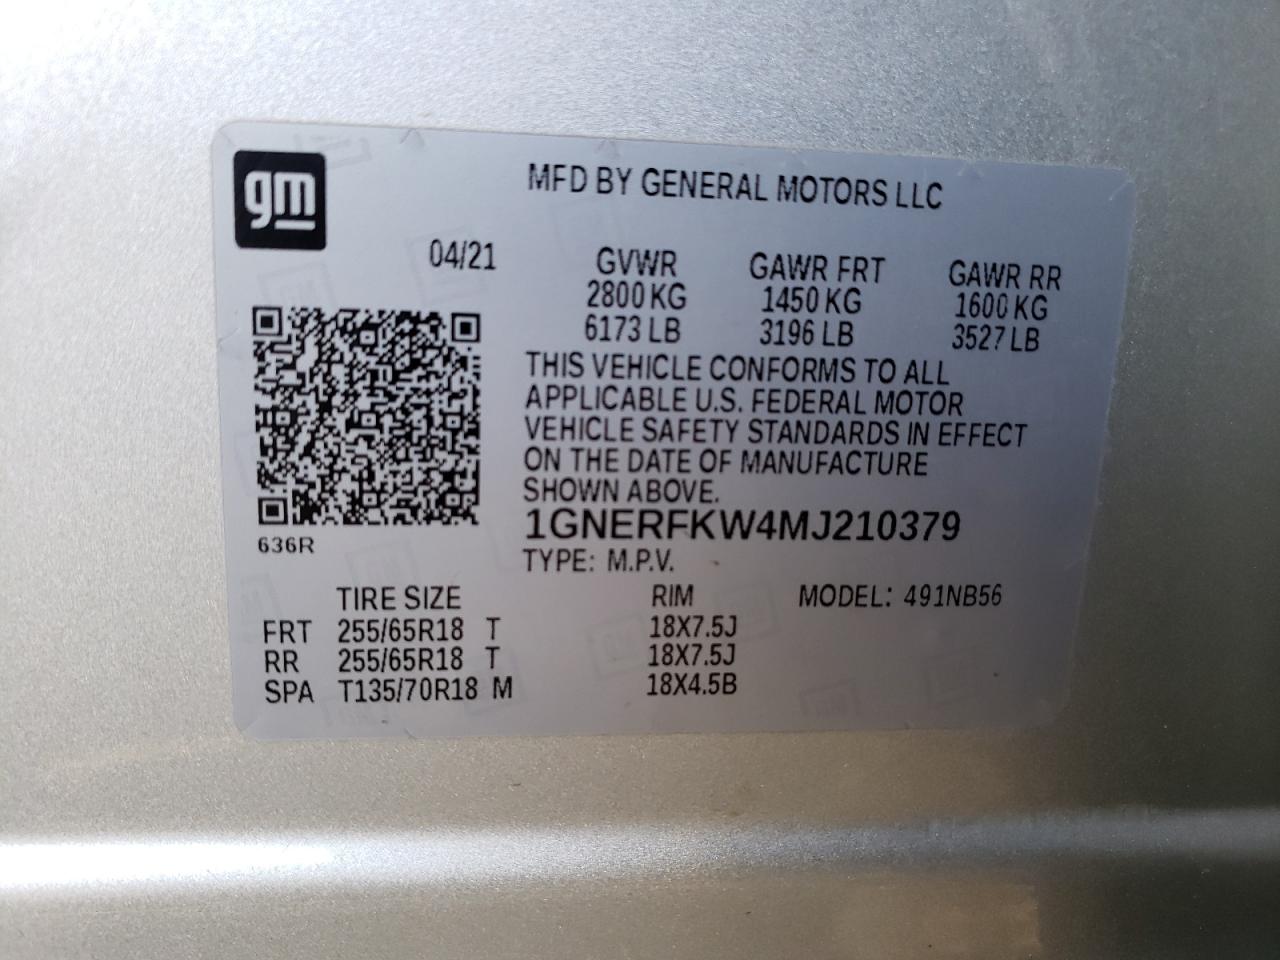 gm
MFD BY GENERAL MOTORS LLC
04/21 GVWR GAWR FRT GAWR RR
2800 KG 1450 KG 1600 KG
6173 LB 3196 LB 3527 LB
THIS VEHICLE CONFORMS TO ALL
APPLICABLE U.S. FEDERAL MOTOR
VEHICLE SAFETY STANDARDS IN EFFECT
ON THE DATE OF MANUFACTURE
SHOWN ABOVE.
1GNERFKW4MJ210379
636R
TYPE: M.P.V.
TIRE SIZE RIM MODEL: 491NB56
FRT 255/65R18 T 18X7.5J
RR 255/65R18 T 18X7.5J
SPA T135/70R18 M 18X4.5B